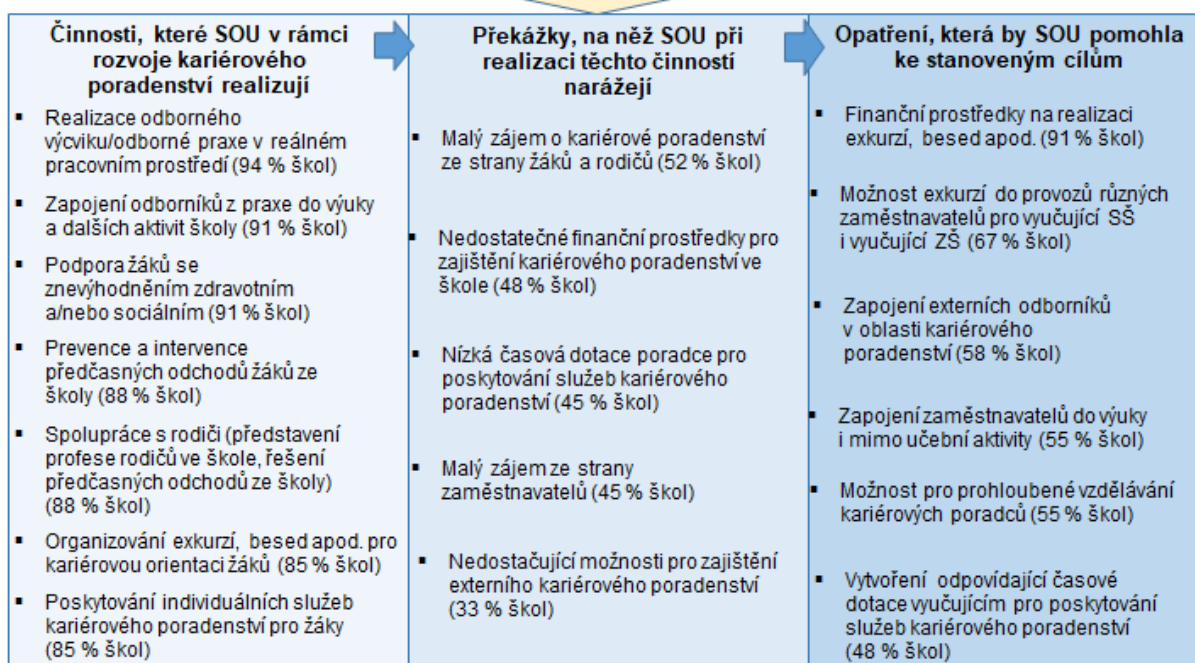 Činnosti, které SOU v rámci
rozvoje kariérového
poradenství realizují
▪ Realizace odborného
výcviku/odborné praxe v reálném
pracovním prostředí (94 % škol)
▪ Zapojení odborníků z praxe do výuky
a dalších aktivit školy (91 % škol)
▪ Podpora žáků se
znevýhodněním zdravotním
a/nebo sociálním (91 % škol)
▪ Prevence a intervence
předčasných odchodů žáků ze
školy (88 % škol)
▪ Spolupráce s rodiči (představení
profese rodičů ve škole, řešení
předčasných odchodů ze školy)
(88 % škol)
▪ Organizování exkurzí, besed apod. pro
kariérovou orientaci žáků (85 % škol)
▪ Poskytování individuálních služeb
kariérového poradenství pro žáky
(85 % škol)
Překážky, na něž SOU při
realizaci těchto činností
narážejí
▪ Malý zájem o kariérové poradenství
ze strany žáků a rodičů (52 % škol)
▪ Nedostatečné finanční prostředky pro
zajištění kariérového poradenství ve
škole (48 % škol)
▪ Nízká časová dotace poradce pro
poskytování služeb kariérového
poradenství (45 % škol)
▪ Malý zájem ze strany
zaměstnavatelů (45 % škol)
▪ Nedostačující možnosti pro zajištění
externího kariérového poradenství
(33 % škol)
Opatření, která by SOU pomohla
ke stanoveným cílům
▪ Finanční prostředky na realizaci
exkurzí, besed apod. (91 % škol)
▪ Možnost exkurzí do provozů různých
zaměstnavatelů pro vyučující SŠ
i vyučující ZŠ (67 % škol)
▪ Zapojení externích odborníků
v oblasti kariérového
poradenství (58 % škol)
▪ Zapojení zaměstnavatelů do výuky
i mimo učební aktivity (55 % škol)
▪ Možnost pro prohloubené vzdělávání
kariérových poradců (55 % škol)
▪ Vytvoření odpovídající časové
dotace vyučujícím pro poskytování
služeb kariérového poradenství
(48 % škol)